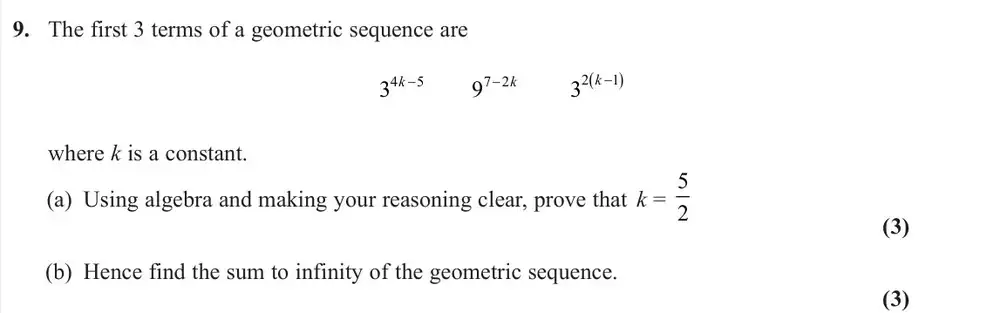 9. The first 3 terms of a geometric sequence are
3^{4k–5} 9^{7–2k} 3^{2(k–1)}
where k is a constant.
(a) Using algebra and making your reasoning clear, prove that k = \frac{5}{2}
(3)
(b) Hence find the sum to infinity of the geometric sequence.
(3)